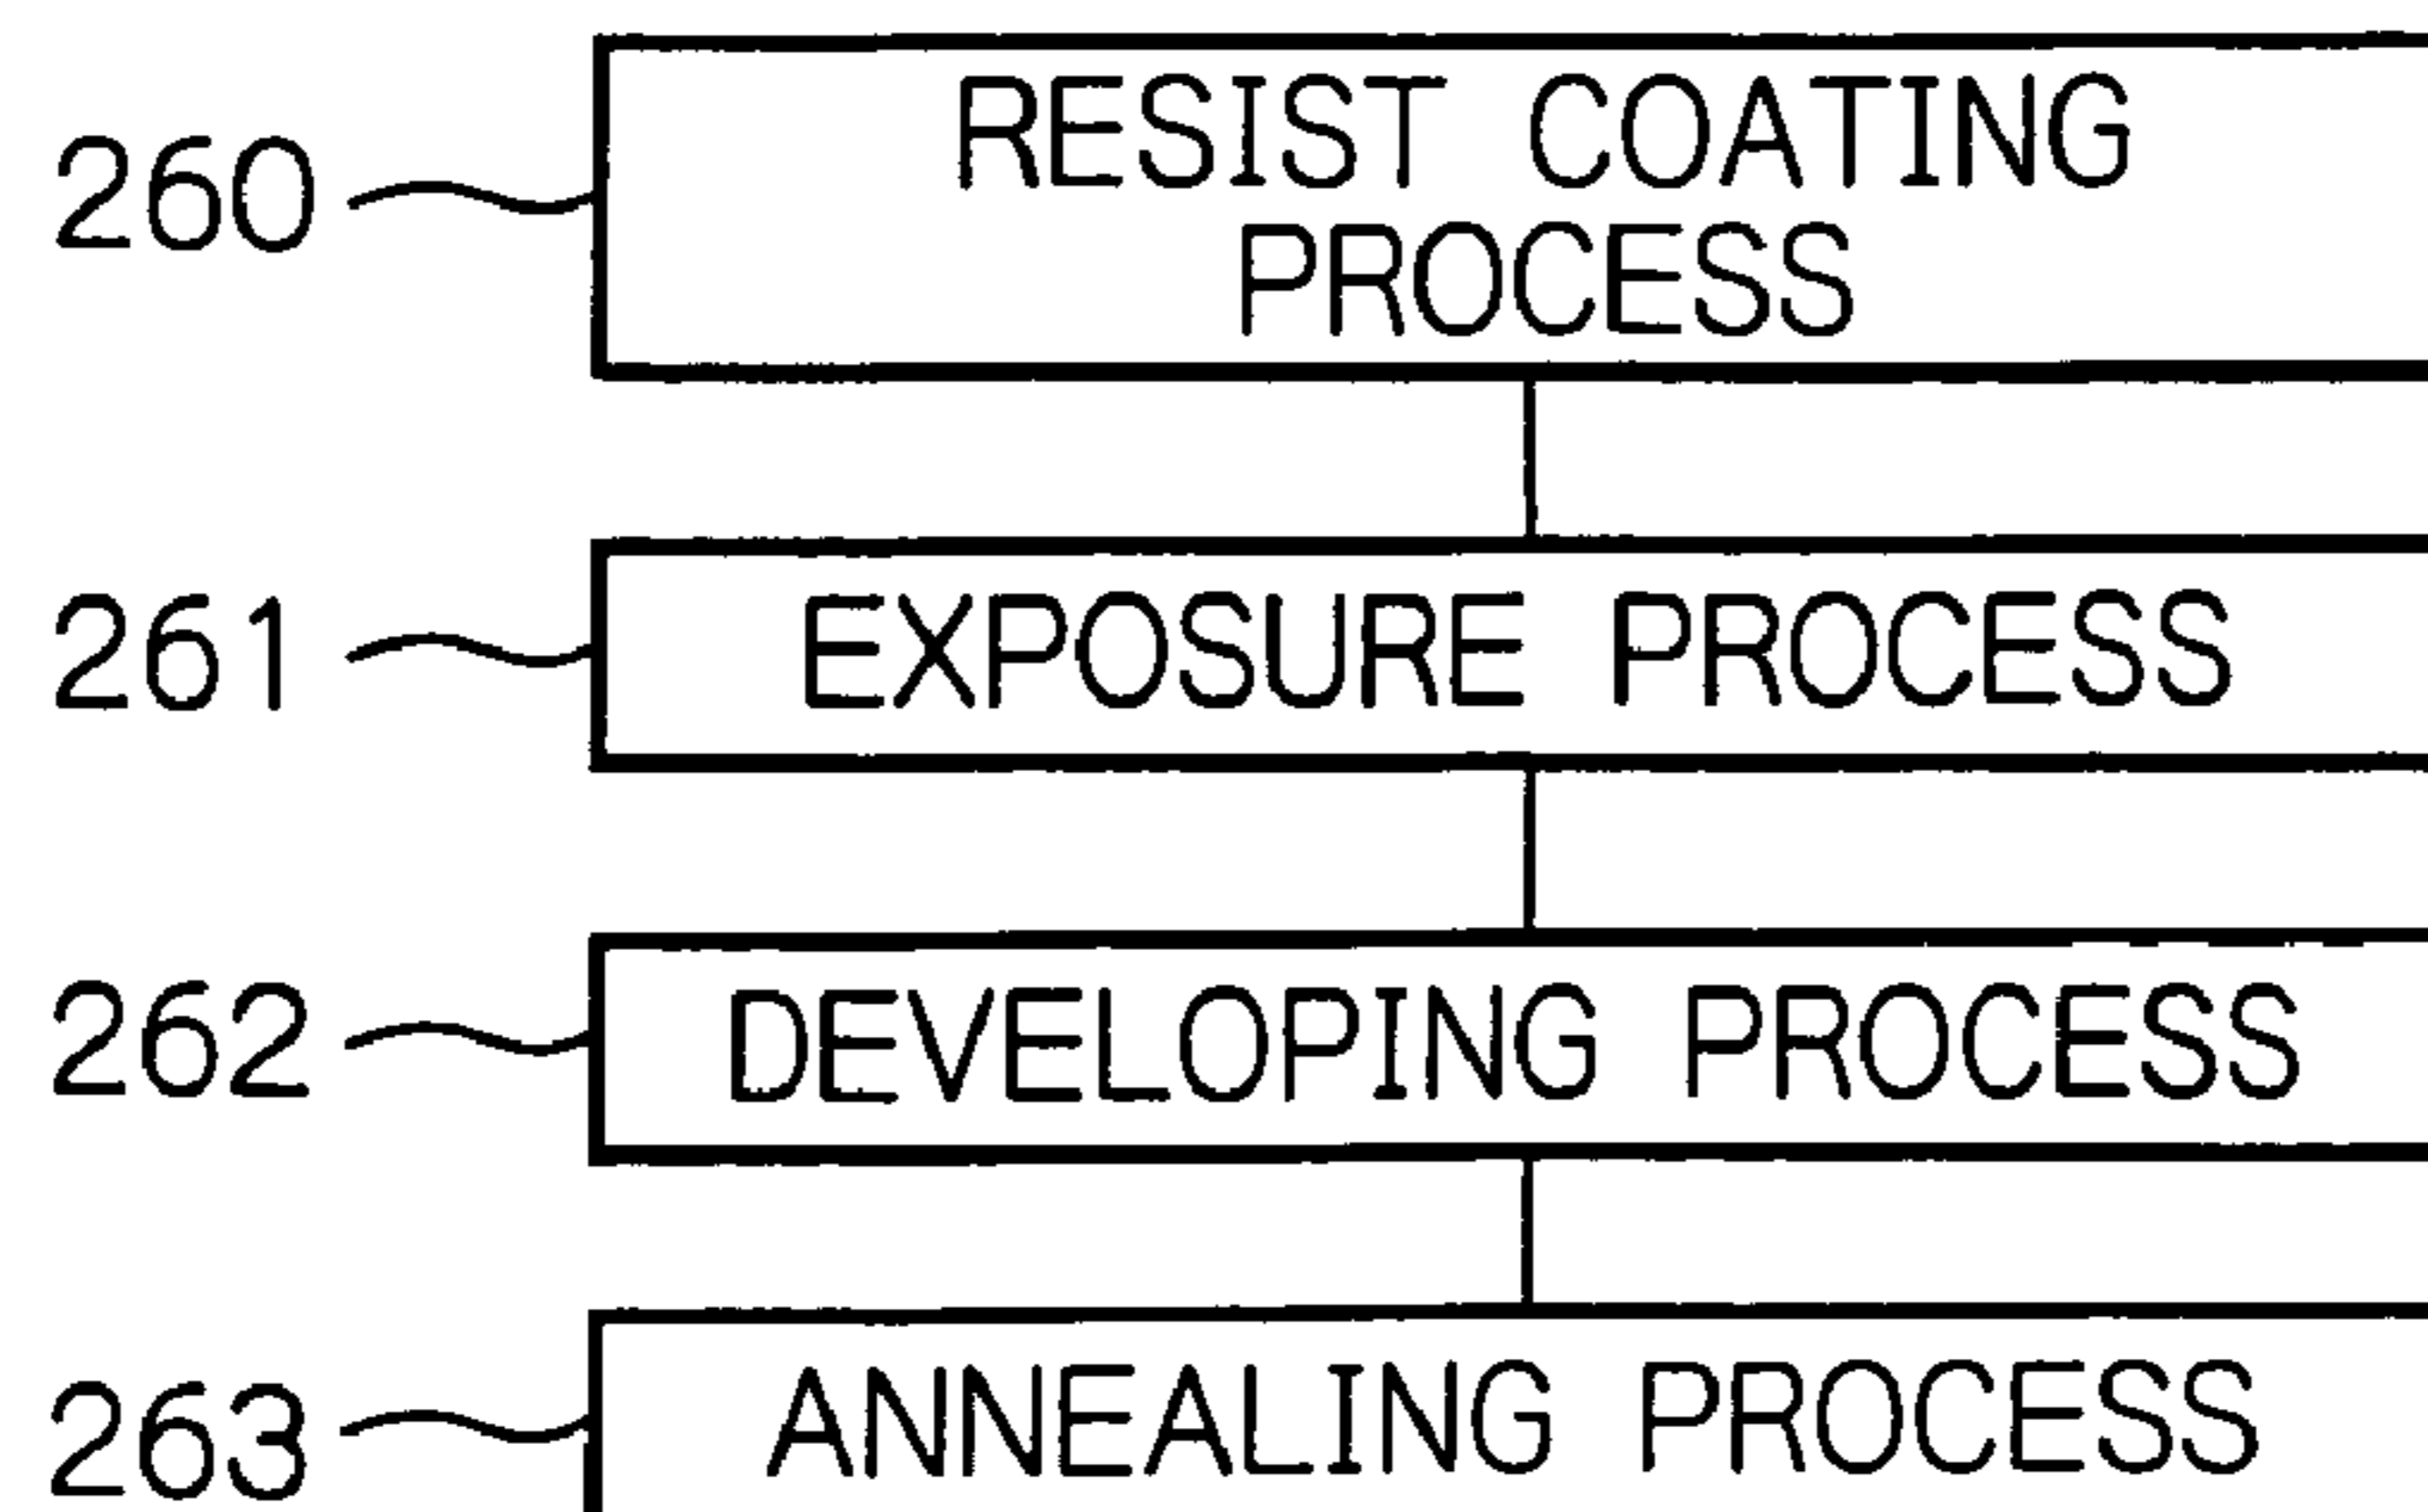 260
RESIST COATING
PROCESS
261
EXPOSURE PROCESS
262
DEVELOPING PROCESS
263
ANNEALING PROCESS